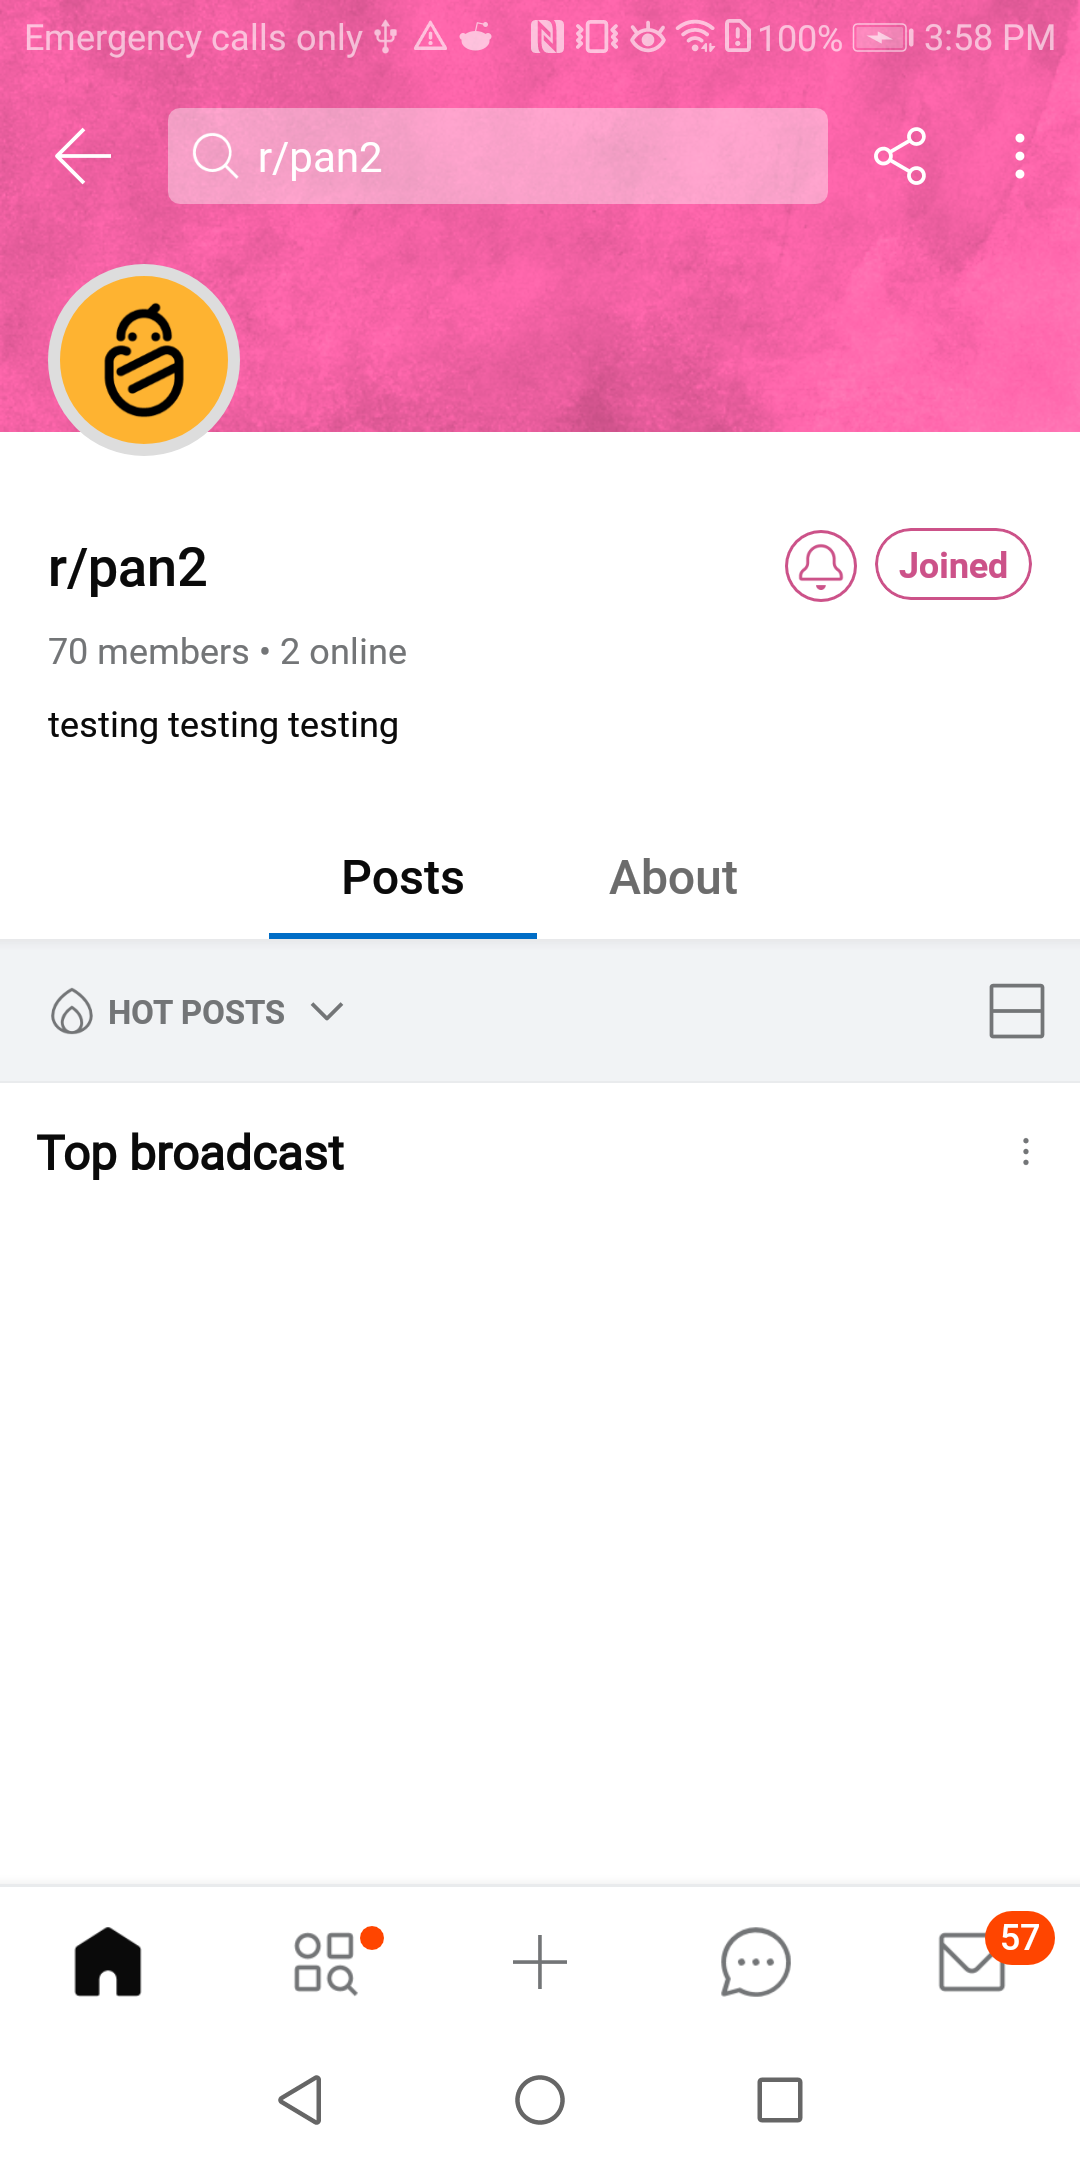 Emergency calls only 100% 3:58 PM
r/pan2
r/pan2
Joined
70 members • 2 online
testing testing testing
Posts About
HOT POSTS
Top broadcast
57